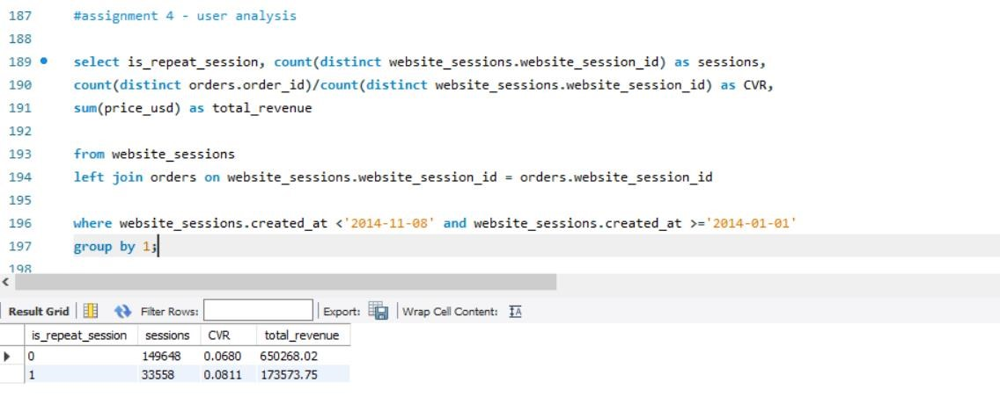 187 #assignment 4 - user analysis
188
189 select is_repeat_session, count(distinct website_sessions.website_session_id) as sessions,
190 count(distinct orders.order_id)/count(distinct website_sessions.website_session_id) as CVR,
191 sum(price_usd) as total_revenue
192
193 from website_sessions
194 left join orders on website_sessions.website_session_id = orders.website_session_id
195
196 where website_sessions.created_at <'2014-11-08' and website_sessions.created_at >='2014-01-01'
197 group by 1;
198
Result Grid Filter Rows: Export: Wrap Cell Content:
is_repeat_session sessions CVR total_revenue
0 149648 0.0680 650268.02
1 33558 0.0811 173573.75